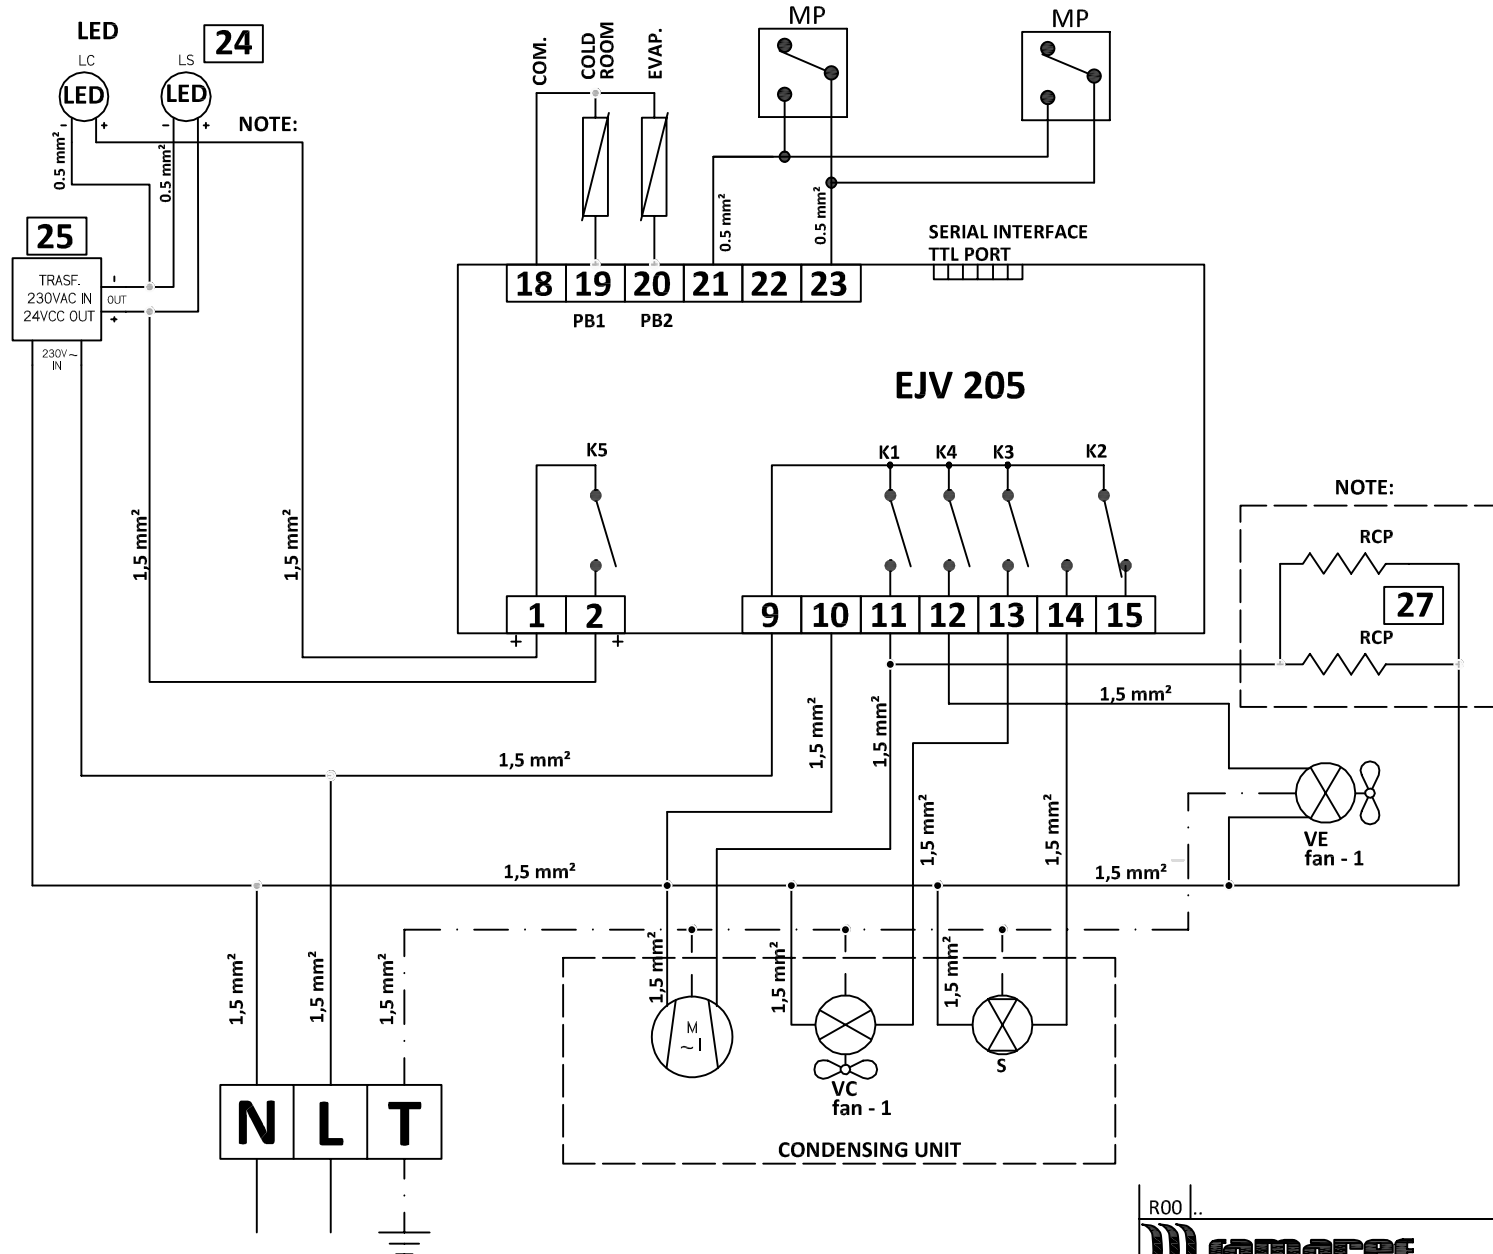 LED
24
LC
LS
LED
LED
-
+
-
+
NOTE:
0.5 mm²
0.5 mm²
COM.
COLD
ROOM
EVAP.
MP
MP
0.5 mm²
0.5 mm²
SERIAL INTERFACE
TTL PORT
25
TRASF.
230VAC IN
24VCC OUT
-
OUT
+
230V~
IN
18
19
20
21
22
23
PB1
PB2
EJV 205
K5
K1
K4
K3
K2
NOTE:
RCP
27
RCP
1,5 mm²
1,5 mm²
1
2
9
10
11
12
13
14
15
+
+
1,5 mm²
1,5 mm²
1,5 mm²
1,5 mm²
1,5 mm²
1,5 mm²
VE
fan - 1
1,5 mm²
1,5 mm²
1,5 mm²
1,5 mm²
1,5 mm²
1,5 mm²
1,5 mm²
1,5 mm²
M
~I
VC
fan - 1
S
CONDENSING UNIT
N
L
T
R00
..